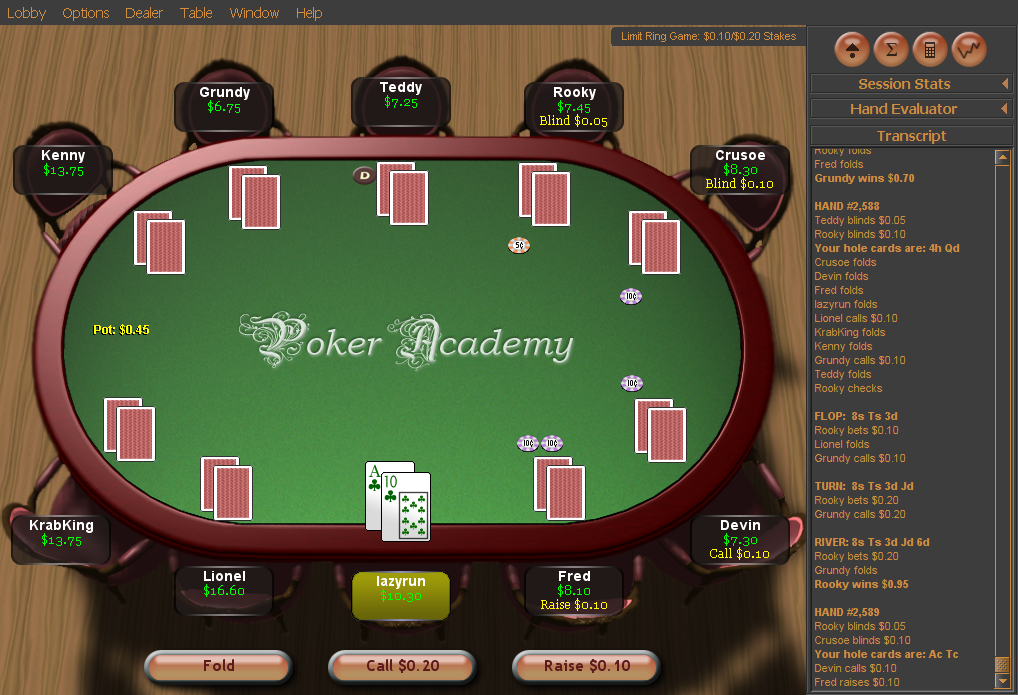 Lobby Options Dealer Table Window Help
Limit Ring Game: $0.10/$0.20 Stakes
Grundy
$6.75
Teddy
$7.25
Rooky
$7.45
Blind $0.05
Kenny
$13.75
Crusoe
$8.30
Blind $0.10
D
5¢
10¢
Pot: $0.45
Poker Academy
10¢
10¢ 10¢
A
10
KrabKing
$13.75
Devin
$7.30
Call $0.10
Lionel
$16.60
lazyrun
$10.30
Fred
$8.10
Raise $0.10
Fold
Call $0.20
Raise $0.10
Σ
Session Stats
Hand Evaluator
Transcript
Rooky folds
Fred folds
Grundy wins $0.70
HAND #2,588
Teddy blinds $0.05
Rooky blinds $0.10
Your hole cards are: 4h Qd
Crusoe folds
Devin folds
Fred folds
lazyrun folds
Lionel calls $0.10
KrabKing folds
Kenny folds
Grundy calls $0.10
Teddy folds
Rooky checks
FLOP: 8s Ts 3d
Rooky bets $0.10
Lionel folds
Grundy calls $0.10
TURN: 8s Ts 3d Jd
Rooky bets $0.20
Grundy calls $0.20
RIVER: 8s Ts 3d Jd 6d
Rooky bets $0.20
Grundy folds
Rooky wins $0.95
HAND #2,589
Rooky blinds $0.05
Crusoe blinds $0.10
Your hole cards are: Ac Tc
Devin calls $0.10
Fred raises $0.10